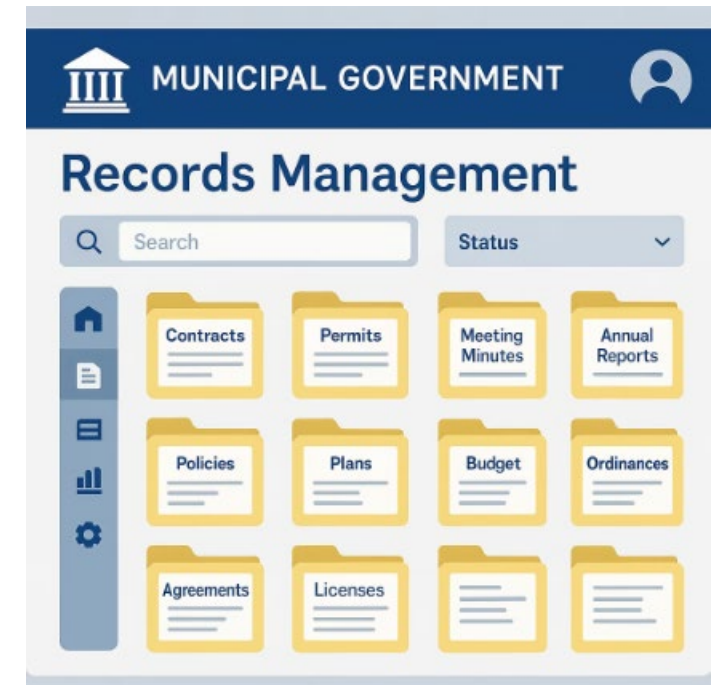 MUNICIPAL GOVERNMENT
Records Management
Search
Status
Contracts
Permits
Meeting
Minutes
Annual
Reports
Policies
Plans
Budget
Ordinances
Agreements
Licenses